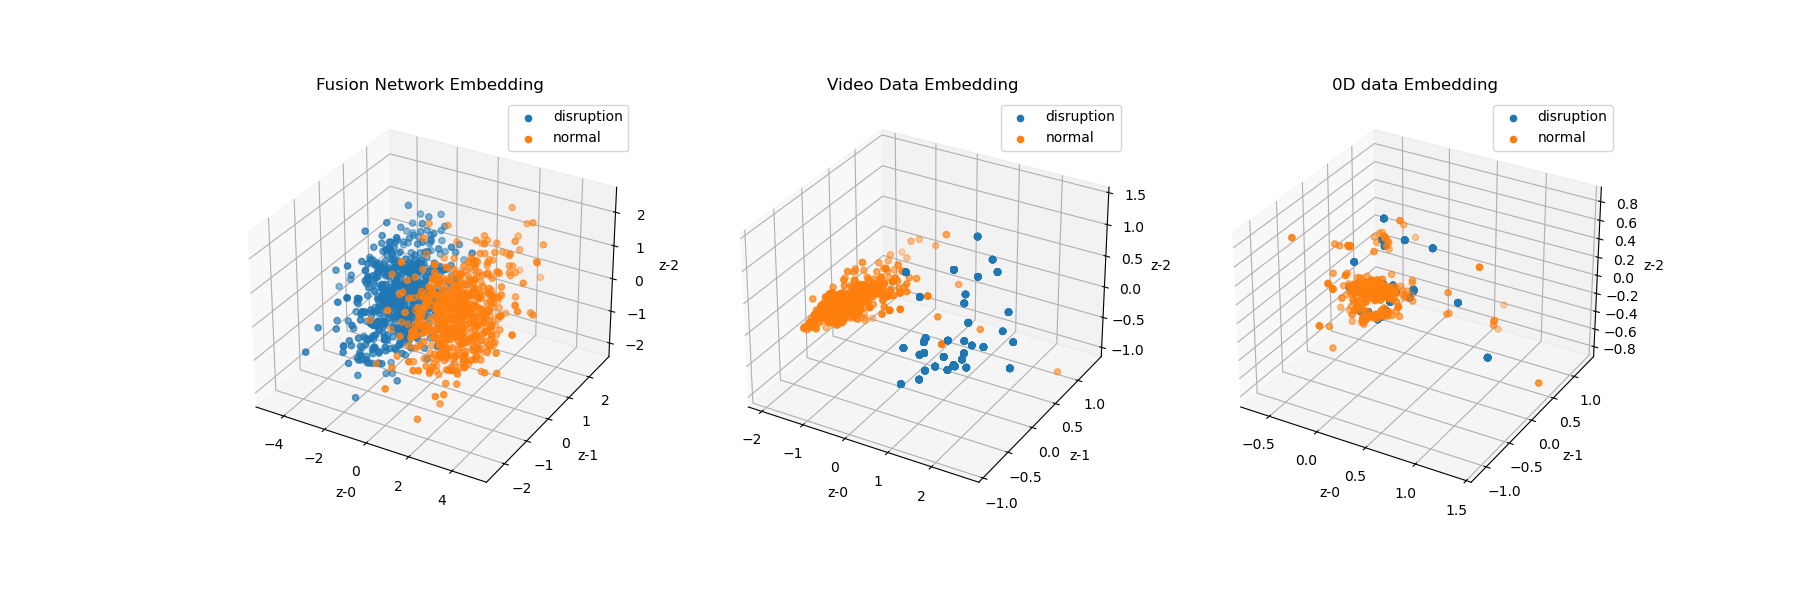 Fusion Network Embedding
disruption
normal
2
1
0
−1
−2
z-2
−4
−2
0
2
4
z-0
−2
−1
0
1
2
z-1
Video Data Embedding
disruption
normal
1.5
1.0
0.5
0.0
−0.5
−1.0
z-2
−2
−1
0
1
2
z-0
−1.0
−0.5
0.0
0.5
1.0
z-1
0D data Embedding
disruption
normal
0.8
0.6
0.4
0.2
0.0
−0.2
−0.4
−0.6
−0.8
z-2
−0.5
0.0
0.5
1.0
1.5
z-0
−1.0
−0.5
0.0
0.5
1.0
z-1